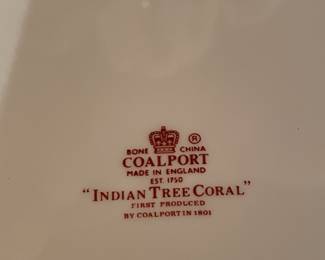 BONE CHINA ®
COALPORT
MADE IN ENGLAND
EST. 1750
"INDIAN TREE CORAL"
FIRST PRODUCED
BY COALPORT IN 1801